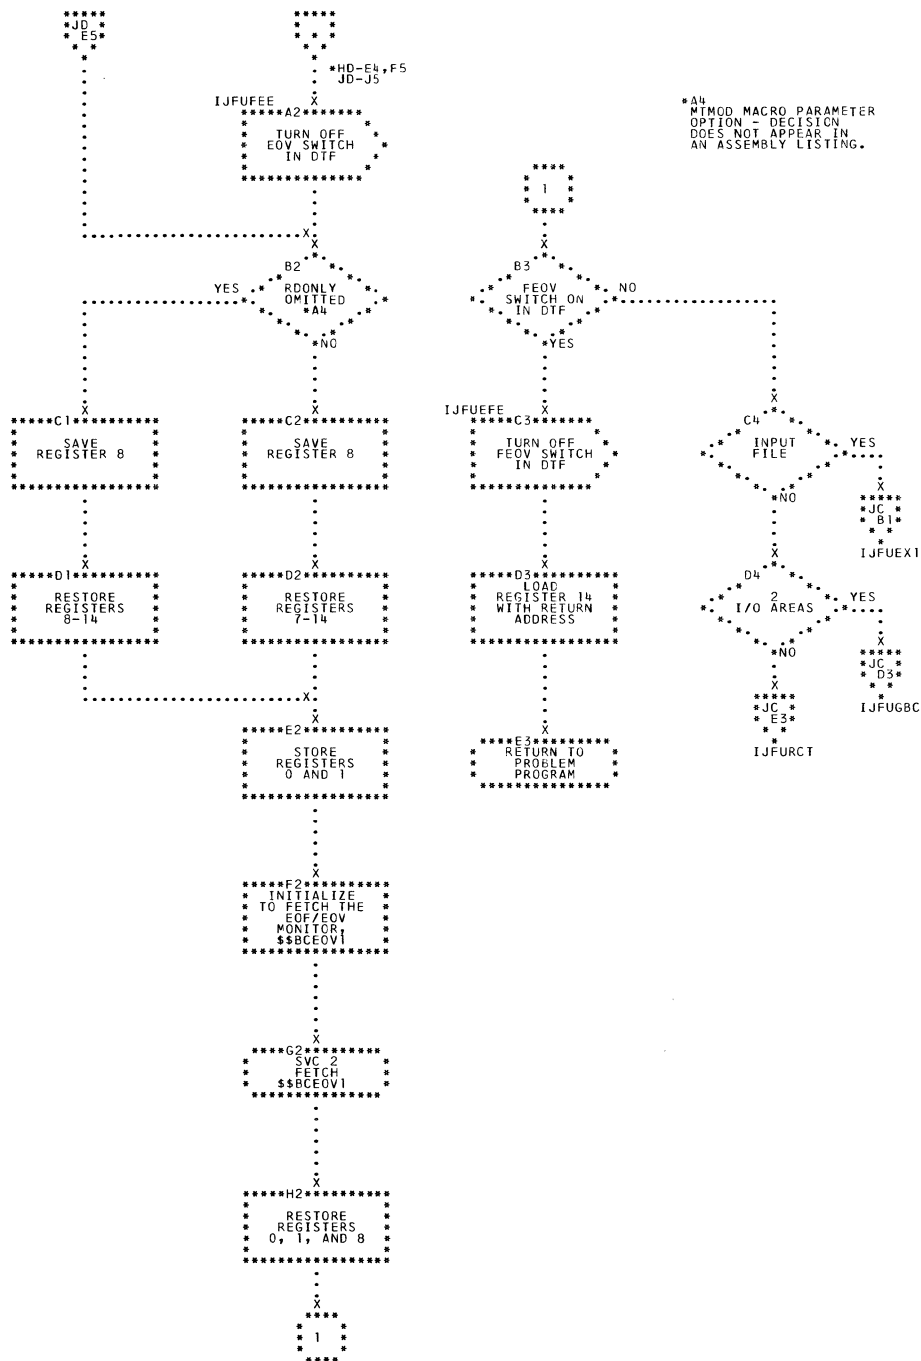 JD
E5
*HD-E4,F5
JD-J5
IJFUFEE
A2
TURN OFF
EOV SWITCH
IN DTF
*A4
MTMOD MACRO PARAMETER
OPTION - DECISION
DOES NOT APPEAR IN
AN ASSEMBLY LISTING.
1
X
X
B2
YES
RDONLY
OMITTED
*A4
*NO
X
B3
FEOV
SWITCH ON
IN DTF
NO
*YES
X
C1
SAVE
REGISTER 8
X
C2
SAVE
REGISTER 8
IJFUEFE
X
C3
TURN OFF
FEOV SWITCH
IN DTF
X
C4
INPUT
FILE
YES
*NO
X
JC
B1*
IJFUEX1
X
D1
RESTORE
REGISTERS
8-14
X
D2
RESTORE
REGISTERS
7-14
X
D3
LOAD
REGISTER 14
WITH RETURN
ADDRESS
X
D4
2
I/O AREAS
YES
*NO
X
JC
D3*
IJFUGBC
X
JC
E3*
IJFURCT
X
X
E2
STORE
REGISTERS
0 AND 1
X
E3
RETURN TO
PROBLEM
PROGRAM
X
F2
INITIALIZE
TO FETCH THE
EOF/EOV
MONITOR,
$$BCEOV1
X
G2
SVC 2
FETCH
$$BCEOV1
X
H2
RESTORE
REGISTERS
0, 1, AND 8
X
1